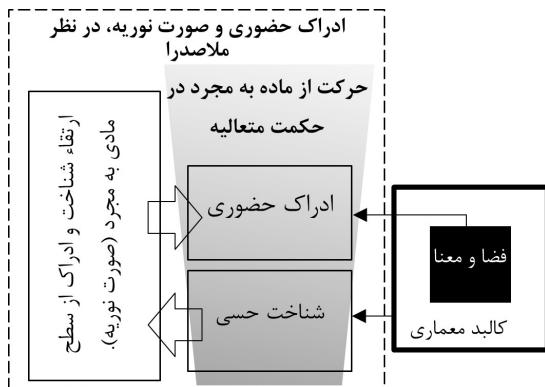 ادراک حضوری و صورت نوریه، در نظر
ملاصدرا
حرکت از ماده به مجرد در
حکمت متعالیه
ادراک حضوری
شناخت حسی
فضا و معنا
کالبد معماری
ارتقاء شناخت و ادراک از سطح
مادی به مجرد (صورت نوریه).